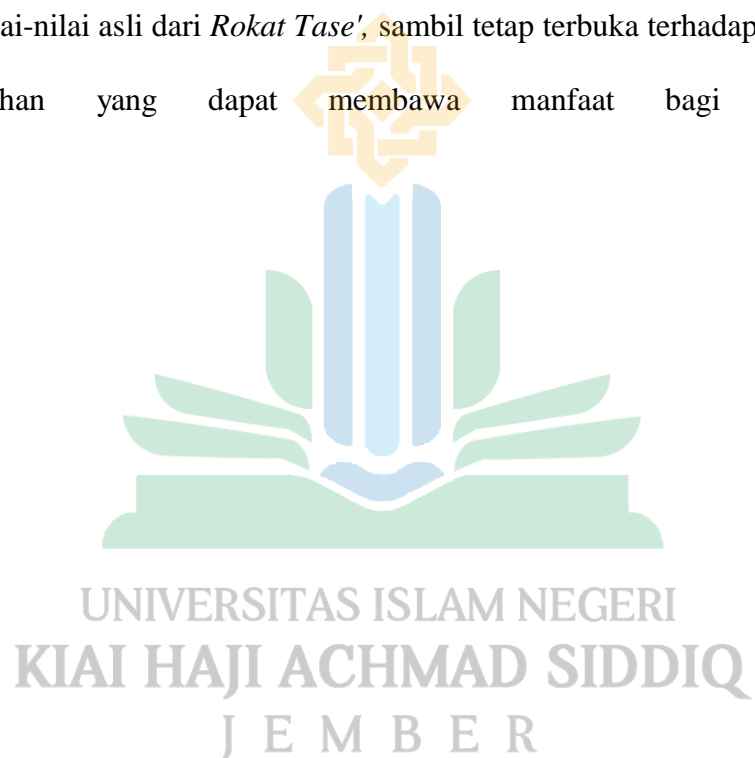 ai-nilai asli dari Rokat Tase', sambil tetap terbuka terhadap
han yang dapat membawa manfaat bagi
UNIVERSITAS ISLAM NEGERI
KIAI HAJI ACHMAD SIDDIQ
JEMBER